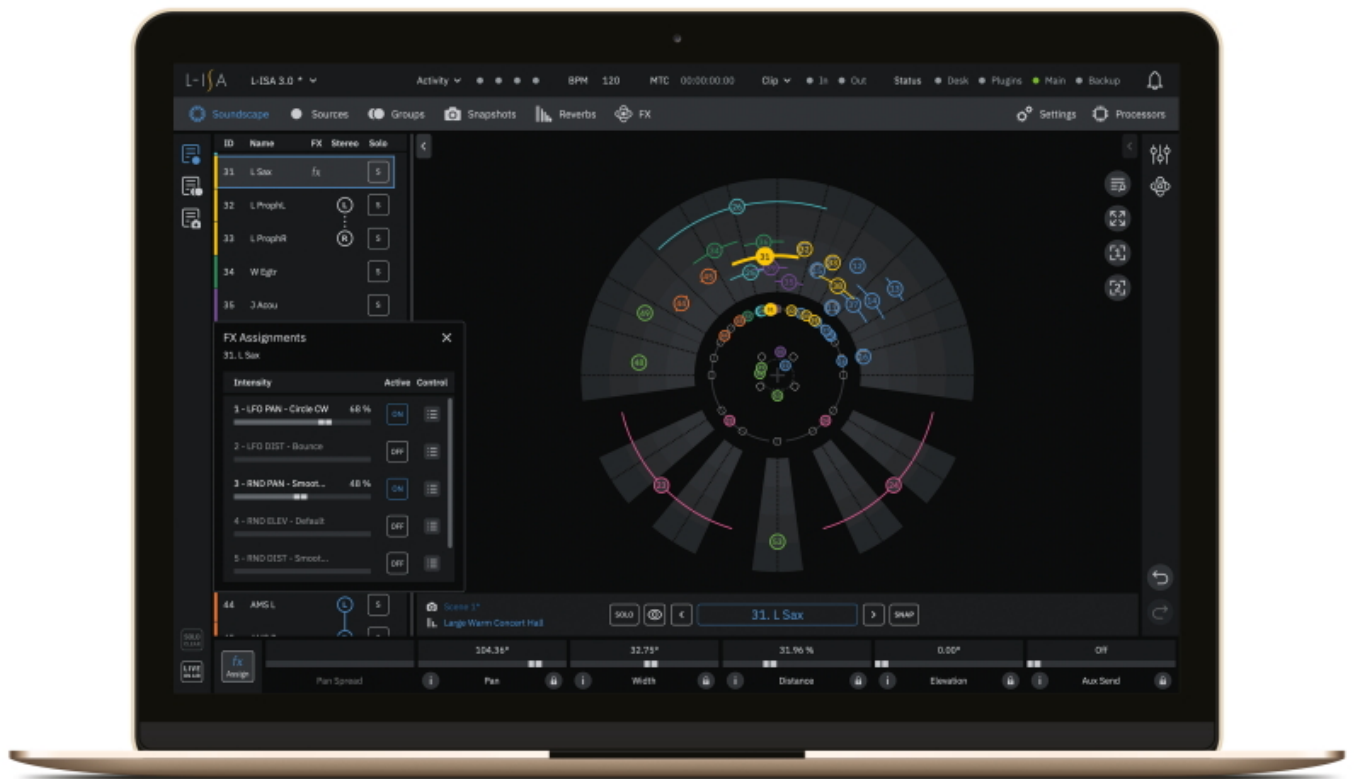 L-ISA L-ISA 3.0 * Activity BPM 120 MTC 00:00:00:00 Clip In Out Status Desk Plugins Main Backup
Soundscape Sources Groups Snapshots Reverbs FX Settings Processors
ID Name FX Stereo Solo
31 L Sax fx S
32 L ProphL L S
33 L ProphR R S
34 W Egtr S
35 J Acou S
FX Assignments
31. L Sax
Intensity Active Control
1 - LFO PAN - Circle CW 68 % ON
2 - LFO DIST - Bounce OFF
3 - RND PAN - Smoot... 48 % ON
4 - RND ELEV - Default OFF
5 - RND DIST - Smoot... OFF
31
44 AMS L L S
Scene 1*
Large Warm Concert Hall
SOLO < 31. L Sax > SNAP
SOLO
LIVE
fx
Assign
104.36° 32.75° 31.96 % 0.00° Off
Pan Spread i Pan i Width i Distance i Elevation i Aux Send